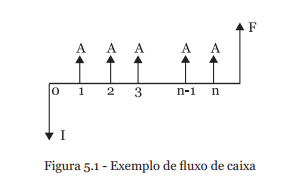 F
A A A A A
0 1 2 3 n-1 n
I
Figura 5.1 - Exemplo de fluxo de caixa